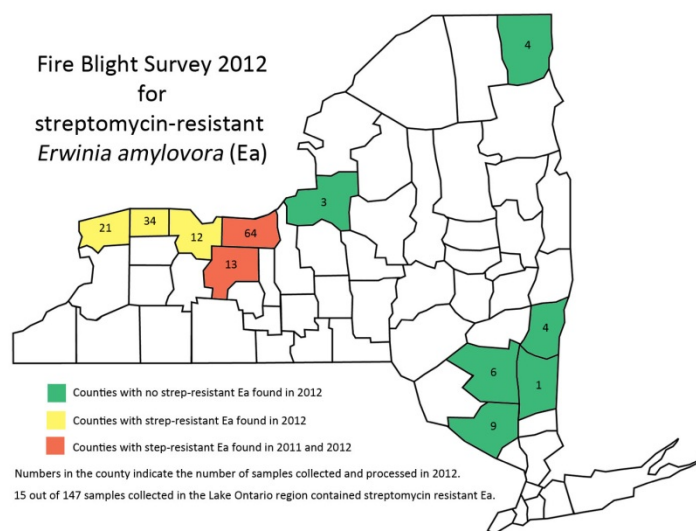 Fire Blight Survey 2012
for
streptomycin-resistant
Erwinia amylovora (Ea)
4
3
21
34
12
64
13
4
6
1
9
Counties with no strep-resistant Ea found in 2012
Counties with strep-resistant Ea found in 2012
Counties with step-resistant Ea found in 2011 and 2012
Numbers in the county indicate the number of samples collected and processed in 2012.
15 out of 147 samples collected in the Lake Ontario region contained streptomycin resistant Ea.